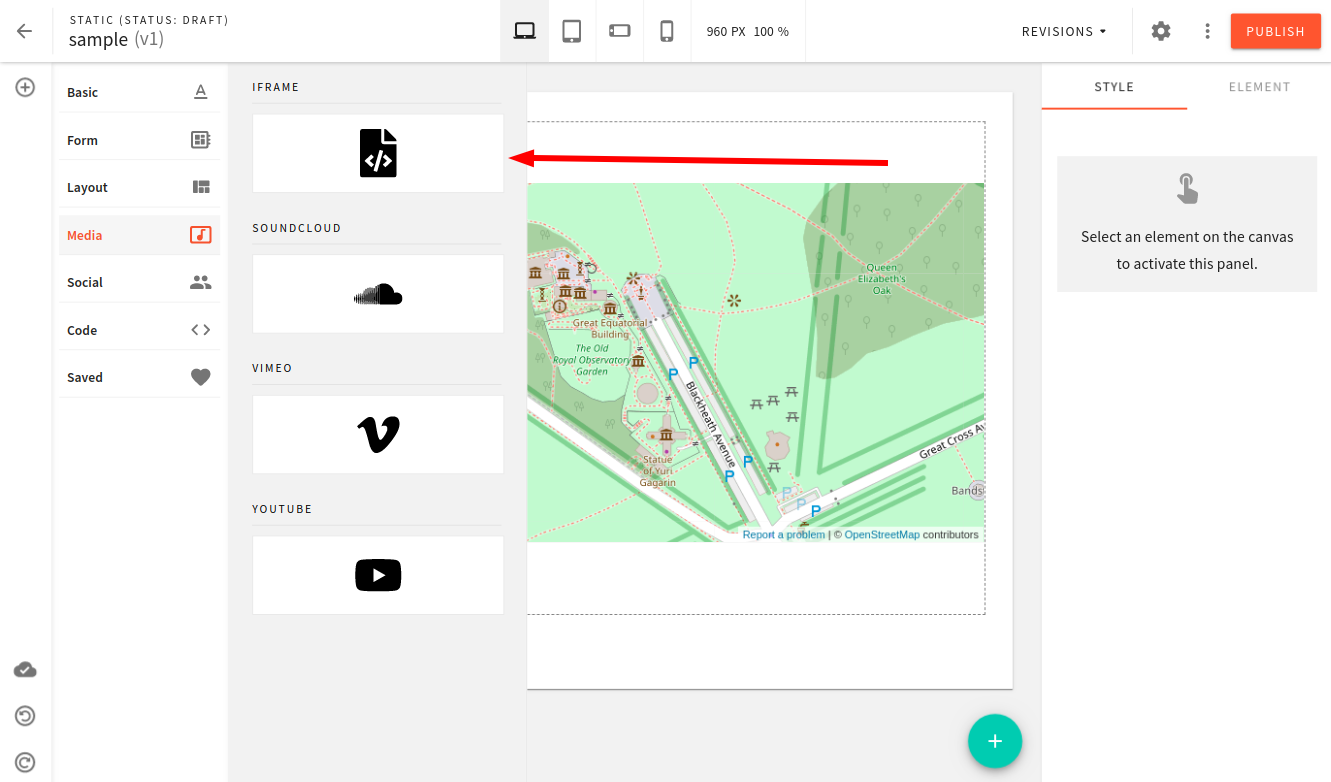 STATIC (STATUS: DRAFT)
sample (v1)
960 PX 100 %
REVISIONS
PUBLISH
Basic
Form
Layout
Media
Social
Code
Saved
IFRAME
SOUNDCLOUD
VIMEO
YOUTUBE
Queen
Elizabeth's
Oak
Great Equatorial
Building
The Old
Royal Observatory
Garden
P
P
Blackheath Avenue
P
P
Great Cross Av
Statue
of Yuri
Gagarin
P
P
P
Bands
Report a problem | © OpenStreetMap contributors
STYLE
ELEMENT
Select an element on the canvas
to activate this panel.